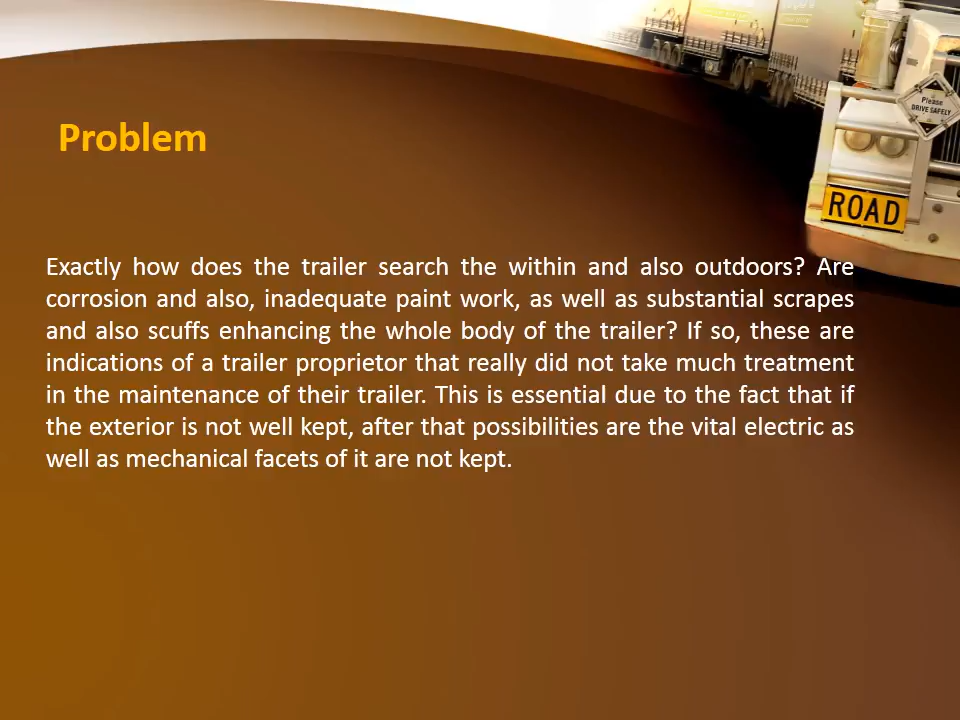 Please
DRIVE SAFELY
ROAD
Problem
Exactly how does the trailer search the within and also outdoors? Are
corrosion and also, inadequate paint work, as well as substantial scrapes
and also scuffs enhancing the whole body of the trailer? If so, these are
indications of a trailer proprietor that really did not take much treatment
in the maintenance of their trailer. This is essential due to the fact that if
the exterior is not well kept, after that possibilities are the vital electric as
well as mechanical facets of it are not kept.